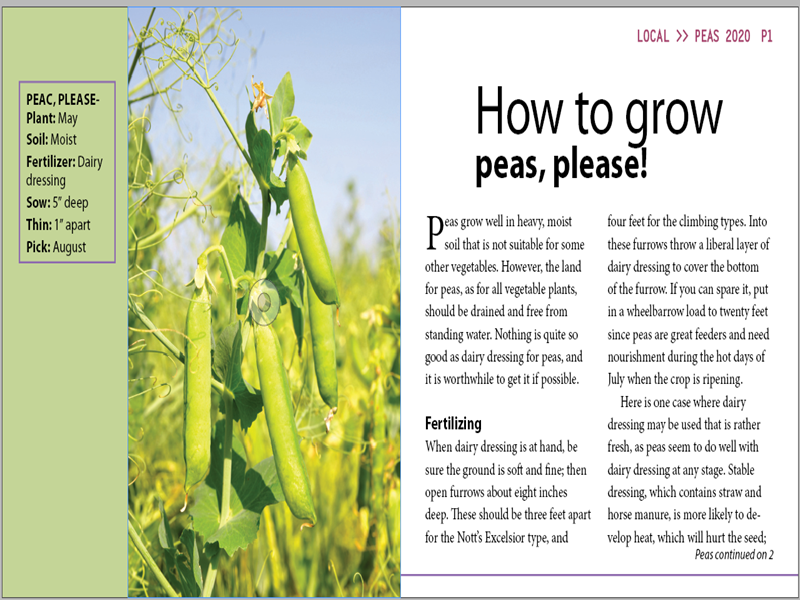 LOCAL >> PEAS 2020 P1
PEAC, PLEASE-
Plant: May
Soil: Moist
Fertilizer: Dairy
dressing
Sow: 5” deep
Thin: 1” apart
Pick: August
How to grow
peas, please!
Peas grow well in heavy, moist
soil that is not suitable for some
other vegetables. However, the land
for peas, as for all vegetable plants,
should be drained and free from
standing water. Nothing is quite so
good as dairy dressing for peas, and
it is worthwhile to get it if possible.
Fertilizing
When dairy dressing is at hand, be
sure the ground is soft and fine; then
open furrows about eight inches
deep. These should be three feet apart
for the Nott’s Excelsior type, and
four feet for the climbing types. Into
these furrows throw a liberal layer of
dairy dressing to cover the bottom
of the furrow. If you can spare it, put
in a wheelbarrow load to twenty feet
since peas are great feeders and need
nourishment during the hot days of
July when the crop is ripening.
Here is one case where dairy
dressing may be used that is rather
fresh, as peas seem to do well with
dairy dressing at any stage. Stable
dressing, which contains straw and
horse manure, is more likely to de-
velop heat, which will hurt the seed;
Peas continued on 2